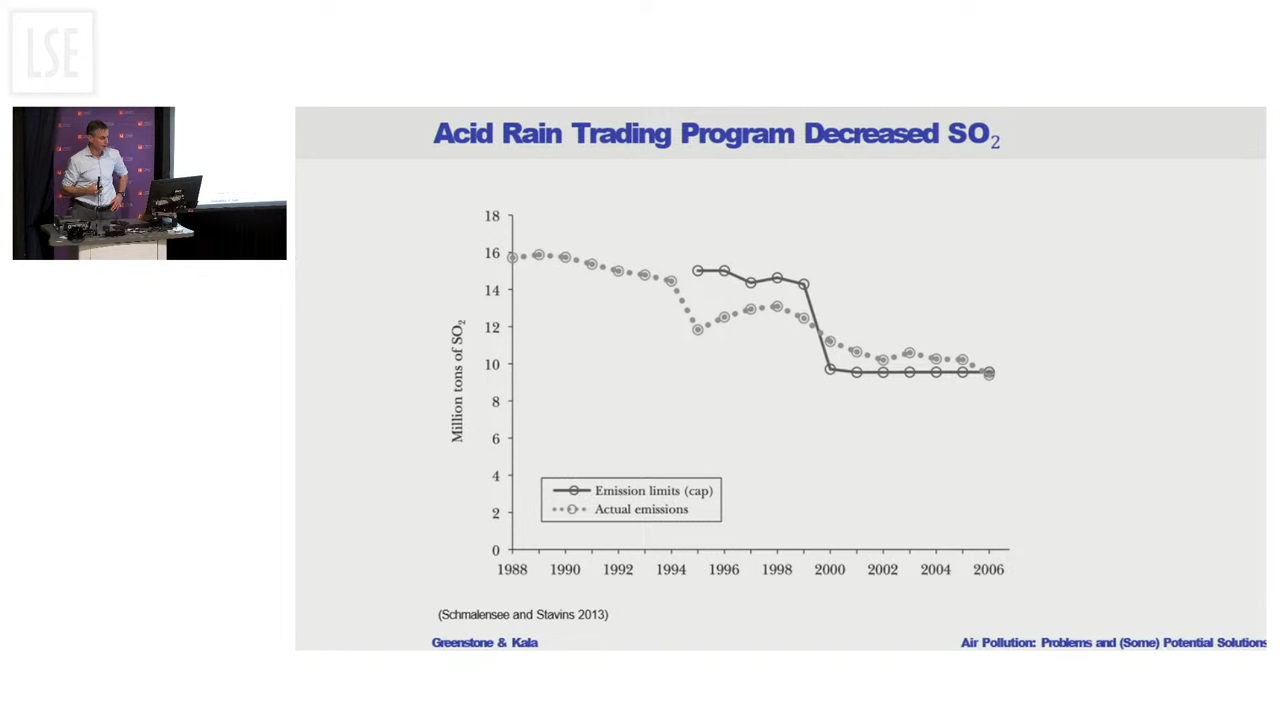 LSE
Acid Rain Trading Program Decreased SO₂
18
16
14
12
10
8
6
4
2
0
Million tons of SO₂
Emission limits (cap)
Actual emissions
1988 1990 1992 1994 1996 1998 2000 2002 2004 2006
(Schmalensee and Stavins 2013)
Greenstone & Kala
Air Pollution: Problems and (Some) Potential Solutions